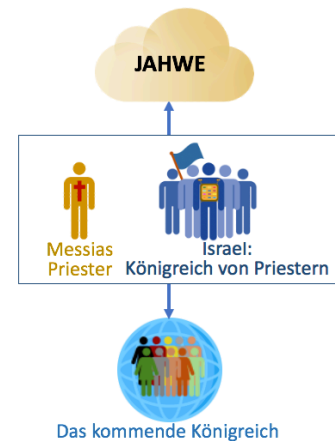 JAHWE
Messias
Priester
Israel:
Königreich von Priestern
Das kommende Königreich